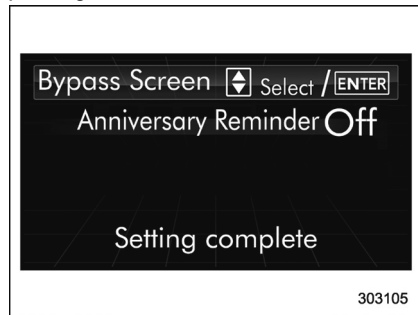 Bypass Screen Select / ENTER
Anniversary Reminder Off
Setting complete
303105